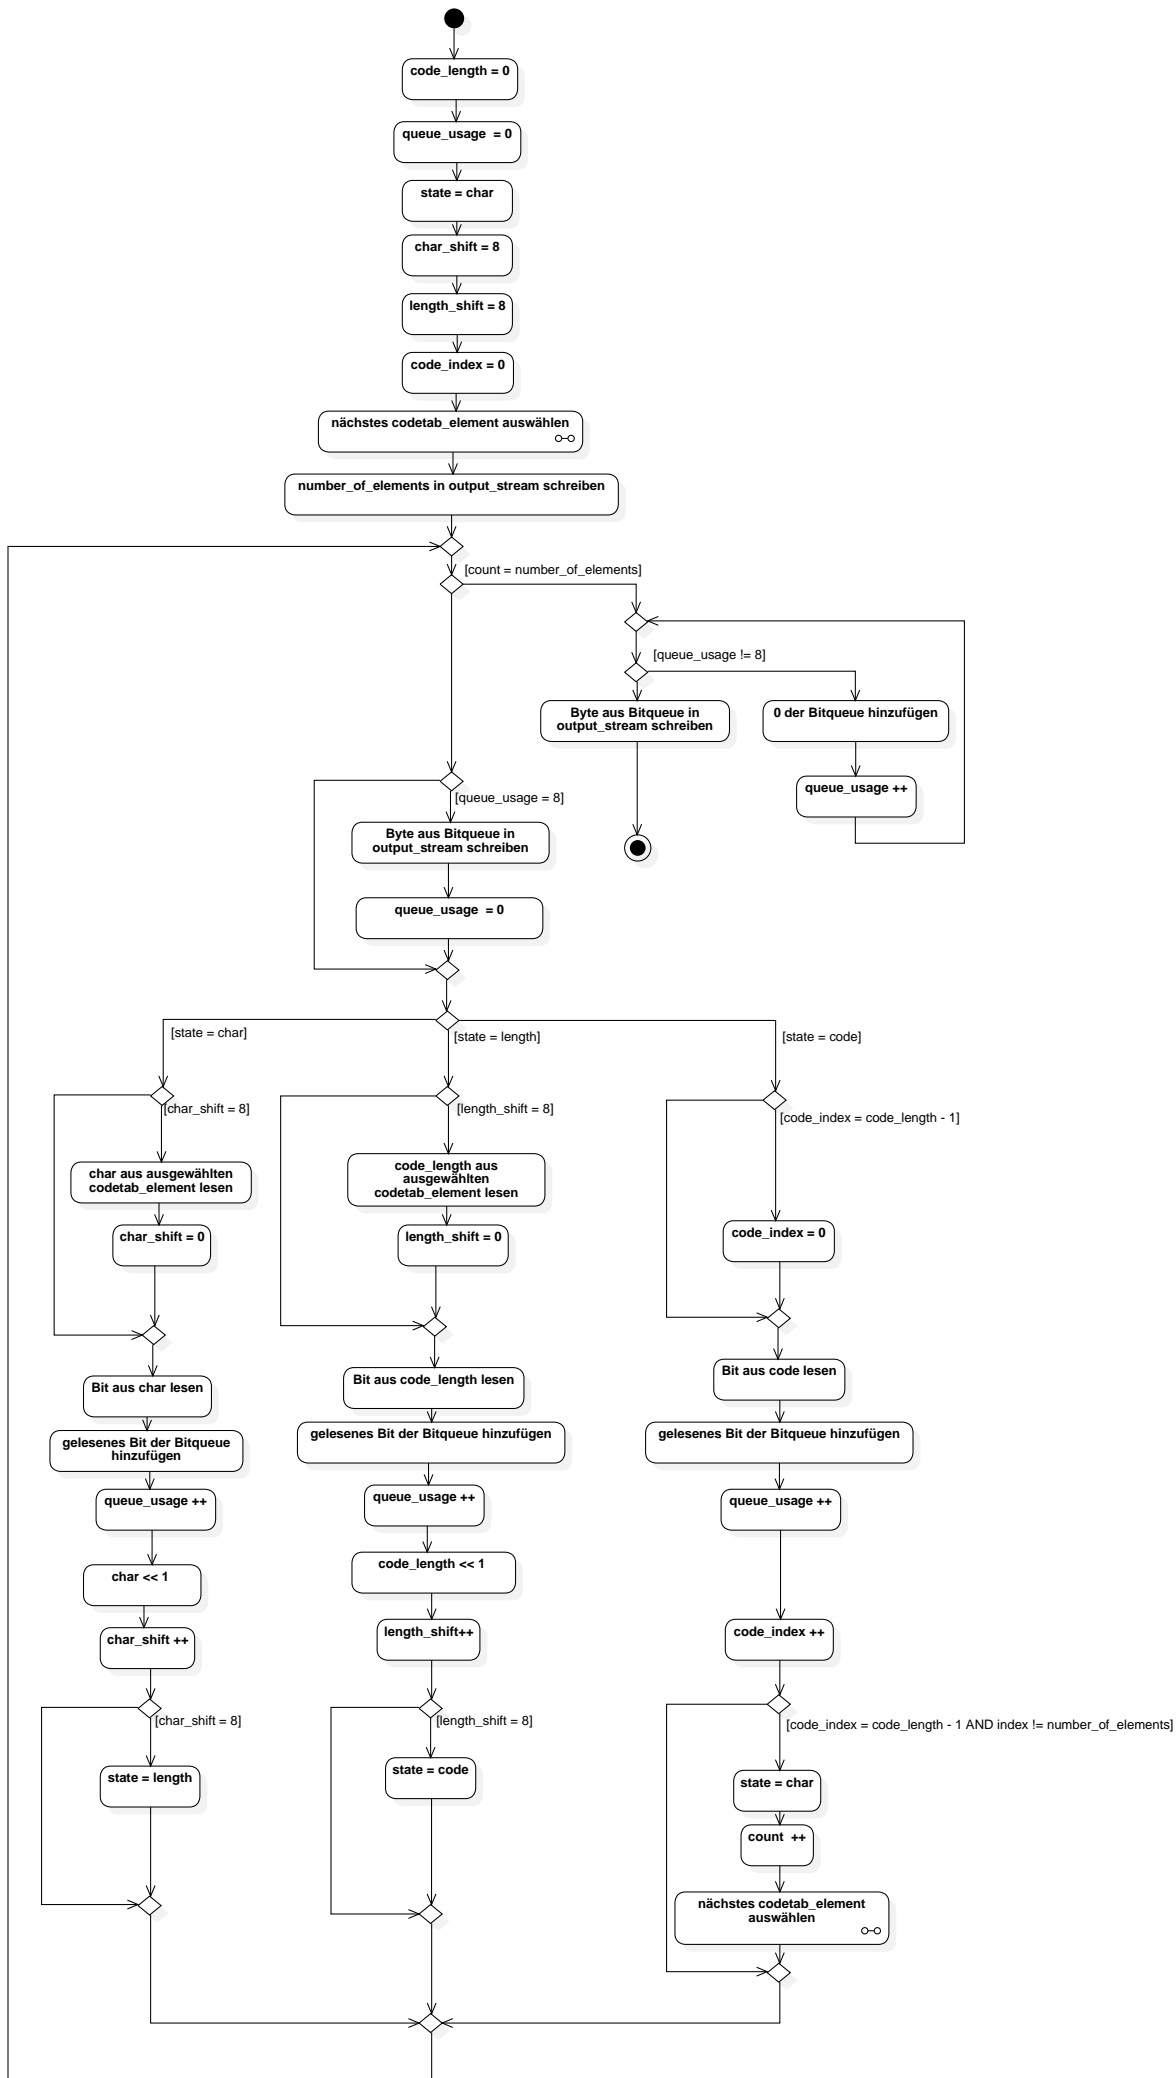 code_length = 0
queue_usage  = 0
state = char
char_shift = 8
length_shift = 8
code_index = 0
nächstes codetab_element auswählen
number_of_elements in output_stream schreiben
[count = number_of_elements]
[queue_usage != 8]
Byte aus Bitqueue in
output_stream schreiben
0 der Bitqueue hinzufügen
queue_usage ++
[queue_usage = 8]
Byte aus Bitqueue in
output_stream schreiben
queue_usage  = 0
[state = char]
[state = length]
[state = code]
[char_shift = 8]
char aus ausgewählten
codetab_element lesen
char_shift = 0
Bit aus char lesen
gelesenes Bit der Bitqueue
hinzufügen
queue_usage ++
char << 1
char_shift ++
[char_shift = 8]
state = length
[length_shift = 8]
code_length aus
ausgewählten
codetab_element lesen
length_shift = 0
Bit aus code_length lesen
gelesenes Bit der Bitqueue hinzufügen
queue_usage ++
code_length << 1
length_shift++
[length_shift = 8]
state = code
[code_index = code_length - 1]
code_index = 0
Bit aus code lesen
gelesenes Bit der Bitqueue hinzufügen
queue_usage ++
code_index ++
[code_index = code_length - 1 AND index != number_of_elements]
state = char
count  ++
nächstes codetab_element
auswählen